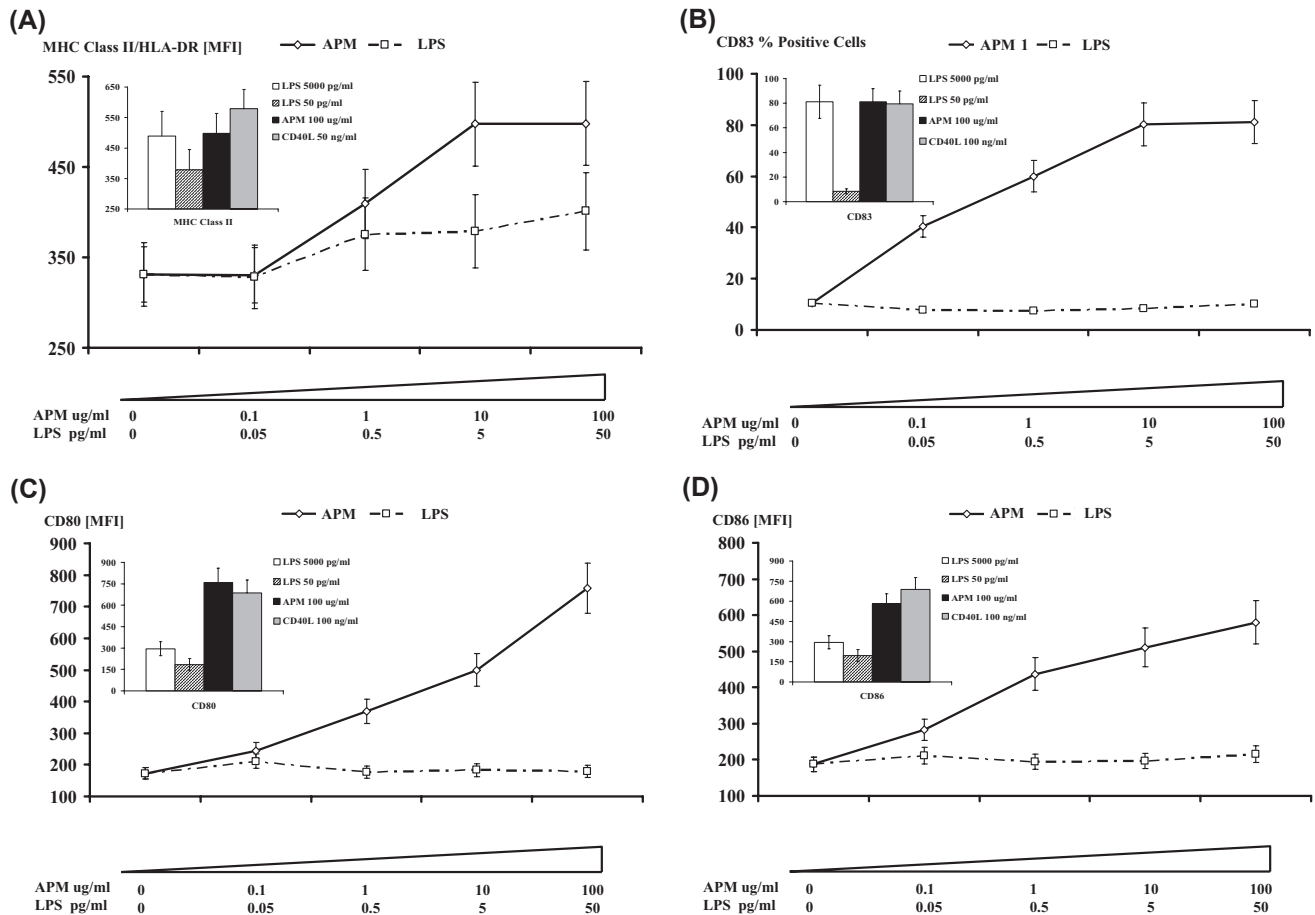 (A)
MHC Class II/HLA-DR [MFI]
APM LPS
550
450
350
250
580
550
450
350
250
LPS 5000 pg/ml
LPS 50 pg/ml
APM 100 ug/ml
CD40L 50 ng/ml
MHC Class II
APM ug/ml 0 0.1 1 10 100
LPS pg/ml 0 0.05 0.5 5 50
(B)
CD83 % Positive Cells
APM 1 LPS
100
80
60
40
20
0
100
80
60
40
20
0
LPS 5000 pg/ml
LPS 50 pg/ml
APM 100 ug/ml
CD40L 100 ng/ml
CD83
APM ug/ml 0 0.1 1 10 100
LPS pg/ml 0 0.05 0.5 5 50
(C)
CD80 [MFI]
APM LPS
900
800
700
600
500
400
300
200
100
900
750
600
450
300
150
0
LPS 5000 pg/ml
LPS 50 pg/ml
APM 100 ug/ml
CD40L 100 ng/ml
CD80
APM ug/ml 0 0.1 1 10 100
LPS pg/ml 0 0.05 0.5 5 50
(D)
CD86 [MFI]
APM LPS
800
700
600
500
400
300
200
100
900
750
600
450
300
150
0
LPS 5000 pg/ml
LPS 50 pg/ml
APM 100 ug/ml
CD40L 100 ng/ml
CD86
APM ug/ml 0 0.1 1 10 100
LPS pg/ml 0 0.05 0.5 5 50